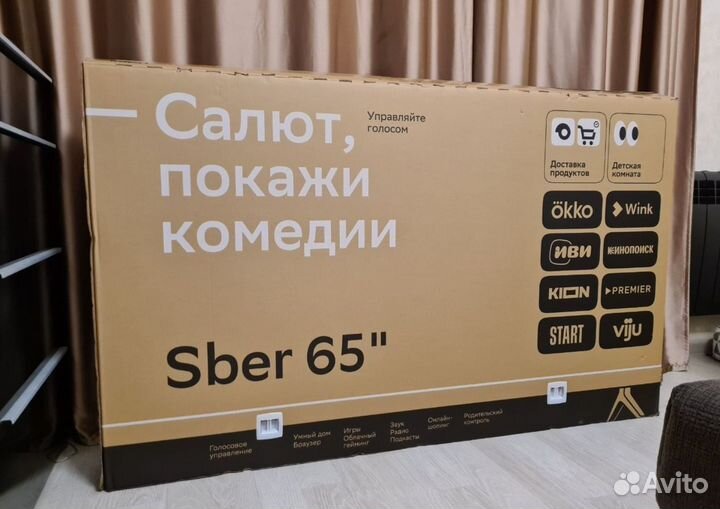 — Салют,
покажи
комедии
Управляйте
голосом
Доставка
продуктов
Детская
комната
ökko
Wink
иви
КИНОПОИСК
KION
PREMIER
START
viju
Sber 65"
Голосовое
управление
Умный дом
Браузер
Игры
Облачный
гейминг
Звук
Радио
Подкасты
Онлайн-
шопинг
Родительский
контроль
Avito